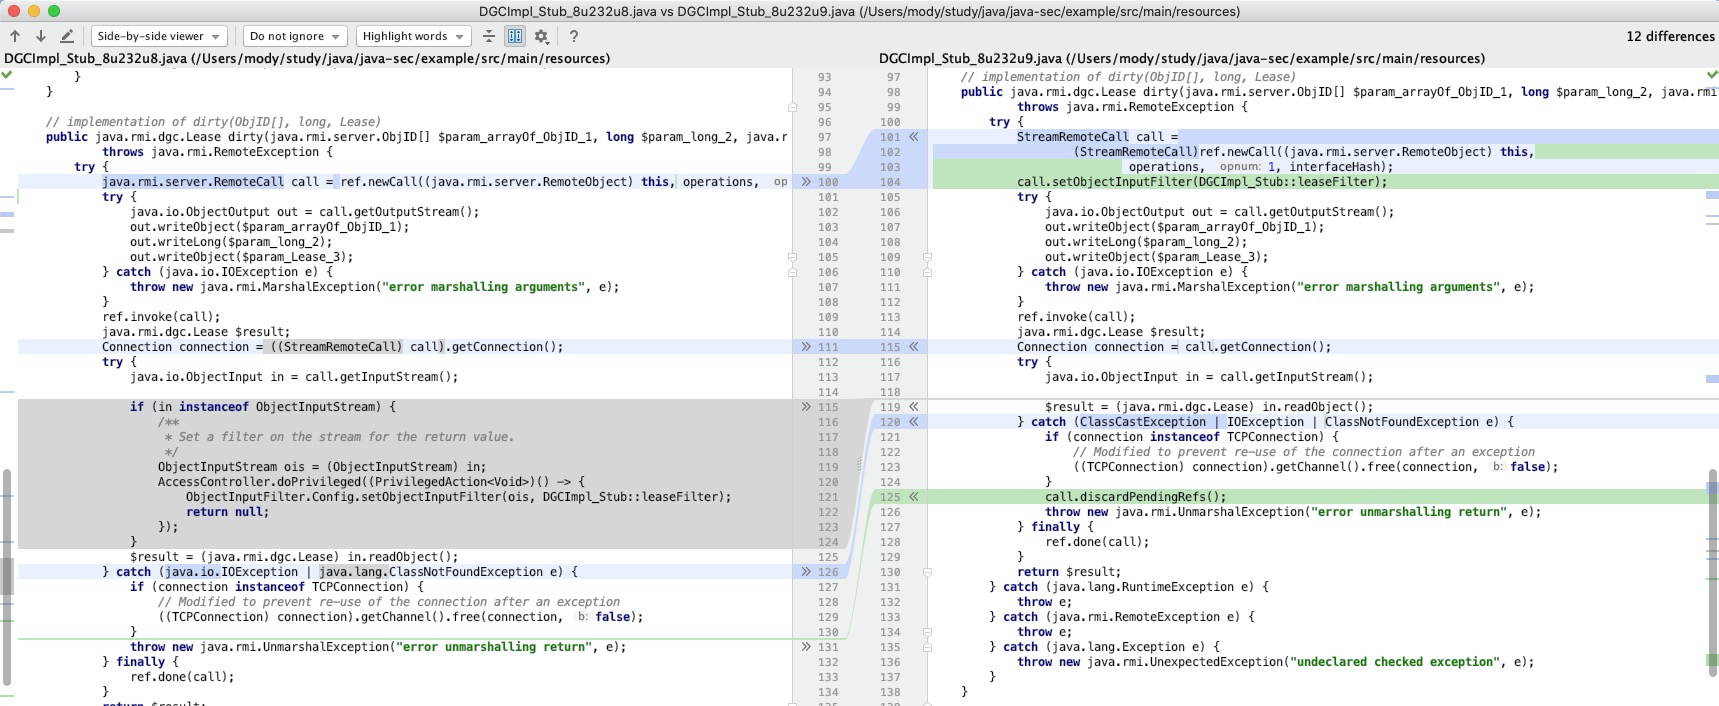 DGCImpl_Stub_8u232u8.java vs DGCImpl_Stub_8u232u9.java (/Users/mody/study/java/java-sec/example/src/main/resources)
Side-by-side viewer Do not ignore Highlight words ? 12 differences
DGCImpl_Stub_8u232u8.java (/Users/mody/study/java/java-sec/example/src/main/resources)
}
}
// implementation of dirty(ObjID[], long, Lease)
public java.rmi.dgc.Lease dirty(java.rmi.server.ObjID[] $param_arrayOf_ObjID_1, long $param_long_2, java.r
throws java.rmi.RemoteException {
try {
java.rmi.server.RemoteCall call = ref.newCall((java.rmi.server.RemoteObject) this, operations, op
try {
java.io.ObjectOutput out = call.getOutputStream();
out.writeObject($param_arrayOf_ObjID_1);
out.writeLong($param_long_2);
out.writeObject($param_Lease_3);
} catch (java.io.IOException e) {
throw new java.rmi.MarshalException("error marshalling arguments", e);
}
ref.invoke(call);
java.rmi.dgc.Lease $result;
Connection connection = ((StreamRemoteCall) call).getConnection();
try {
java.io.ObjectInput in = call.getInputStream();
if (in instanceof ObjectInputStream) {
/**
* Set a filter on the stream for the return value.
*/
ObjectInputStream ois = (ObjectInputStream) in;
AccessController.doPrivileged((PrivilegedAction<Void>)() -> {
ObjectInputFilter.Config.setObjectInputFilter(ois, DGCImpl_Stub::leaseFilter);
return null;
});
}
$result = (java.rmi.dgc.Lease) in.readObject();
} catch (java.io.IOException | java.lang.ClassNotFoundException e) {
if (connection instanceof TCPConnection) {
// Modified to prevent re-use of the connection after an exception
((TCPConnection) connection).getChannel().free(connection, b: false);
}
throw new java.rmi.UnmarshalException("error unmarshalling return", e);
} finally {
ref.done(call);
}
return $result;
93
94
95
96
97
98
99
100
101
102
103
104
105
106
107
108
109
110
111
112
113
114
115
116
117
118
119
120
121
122
123
124
125
126
127
128
129
130
131
132
133
134
97
98
99
100
101
102
103
104
105
106
107
108
109
110
111
112
113
114
115
116
117
118
119
120
121
122
123
124
125
126
127
128
129
130
131
132
133
134
135
136
137
138
DGCImpl_Stub_8u232u9.java (/Users/mody/study/java/java-sec/example/src/main/resources)
// implementation of dirty(ObjID[], long, Lease)
public java.rmi.dgc.Lease dirty(java.rmi.server.ObjID[] $param_arrayOf_ObjID_1, long $param_long_2, java.rmi
throws java.rmi.RemoteException {
try {
StreamRemoteCall call =
(StreamRemoteCall)ref.newCall((java.rmi.server.RemoteObject) this,
operations, opnum: 1, interfaceHash);
call.setObjectInputFilter(DGCImpl_Stub::leaseFilter);
try {
java.io.ObjectOutput out = call.getOutputStream();
out.writeObject($param_arrayOf_ObjID_1);
out.writeLong($param_long_2);
out.writeObject($param_Lease_3);
} catch (java.io.IOException e) {
throw new java.rmi.MarshalException("error marshalling arguments", e);
}
ref.invoke(call);
java.rmi.dgc.Lease $result;
Connection connection = call.getConnection();
try {
java.io.ObjectInput in = call.getInputStream();
$result = (java.rmi.dgc.Lease) in.readObject();
} catch (ClassCastException | IOException | ClassNotFoundException e) {
if (connection instanceof TCPConnection) {
// Modified to prevent re-use of the connection after an exception
((TCPConnection) connection).getChannel().free(connection, b: false);
}
call.discardPendingRefs();
throw new java.rmi.UnmarshalException("error unmarshalling return", e);
} finally {
ref.done(call);
}
return $result;
} catch (java.lang.RuntimeException e) {
throw e;
} catch (java.rmi.RemoteException e) {
throw e;
} catch (java.lang.Exception e) {
throw new java.rmi.UnexpectedException("undeclared checked exception", e);
}
}